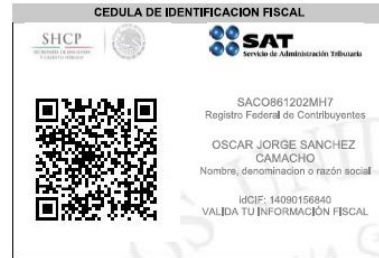 CEDULA DE IDENTIFICACION FISCAL
SHCP
SAT
Servicio de Administración Tributaria
SACO861202MH7
Registro Federal de Contribuyentes
OSCAR JORGE SANCHEZ
CAMACHO
Nombre, denominacion o razón social
idCIF: 14090156840
VALIDA TU INFORMACIÓN FISCAL